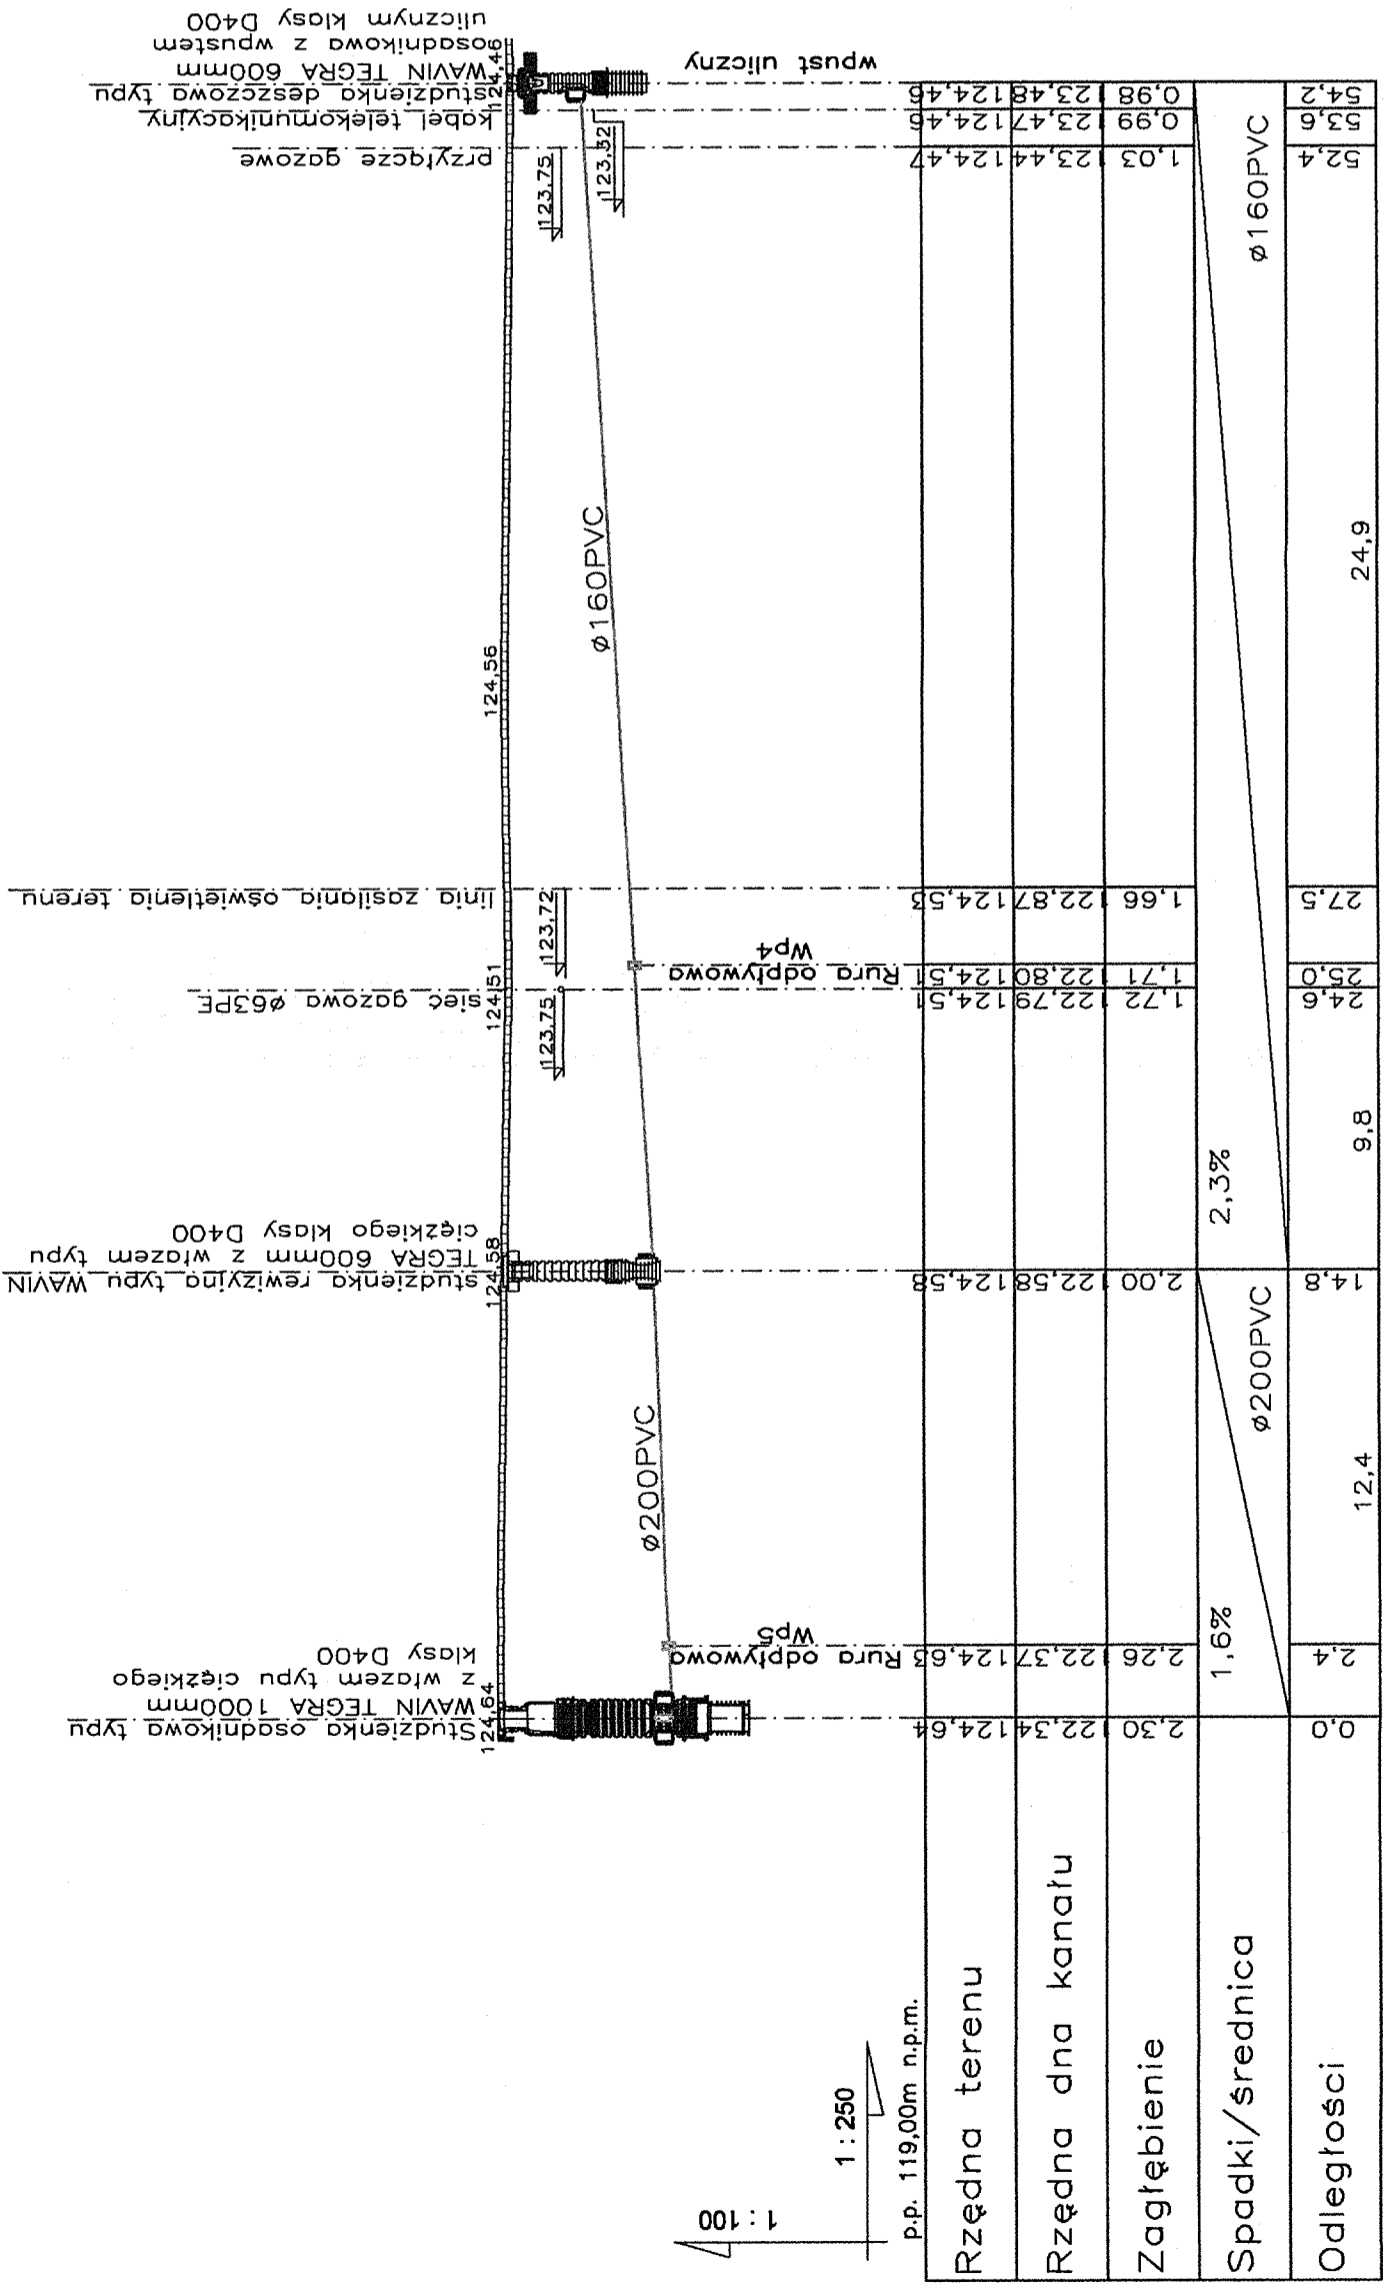 Studzienka osadnikowa typu
WAVIN TEGRA 1000mm
z włazem typu ciężkiego
klasy D400
124,64
studzienka rewizyjna typu WAVIN
TEGRA 600mm z włazem typu
ciężkiego klasy D400
124,58
sieć gazowa ø63PE
124,51
linia zasilania oświetlenia terenu
124,56
przyłącze gazowe
kabel telekomunikacyjny
studzienka deszczowa typu
WAVIN TEGRA 600mm
osadnikowa z wpustem
ulicznym klasy D400
124,46
123,75
123,72
123,75
123,32
ø200PVC
ø160PVC
Rura odpływowa
Wp5
Rura odpływowa
Wp4
wpust uliczny
1:100
1:250
p.p. 119,00m n.p.m.
Rzędna terenu
124,64 124,63 124,58 124,51 124,51 124,53 124,47 124,46 124,46
Rzędna dna kanału
122,34 122,37 122,58 122,79 122,80 122,87 123,44 123,47 123,48
Zagłębienie
2,30 2,26 2,00 1,72 1,71 1,66 1,03 0,99 0,98
Spadki/średnica
1,6% ø200PVC 2,3% ø160PVC
Odległości
0,0 2,4 14,8 24,6 25,0 27,5 52,4 53,6 54,2
12,4 9,8 24,9